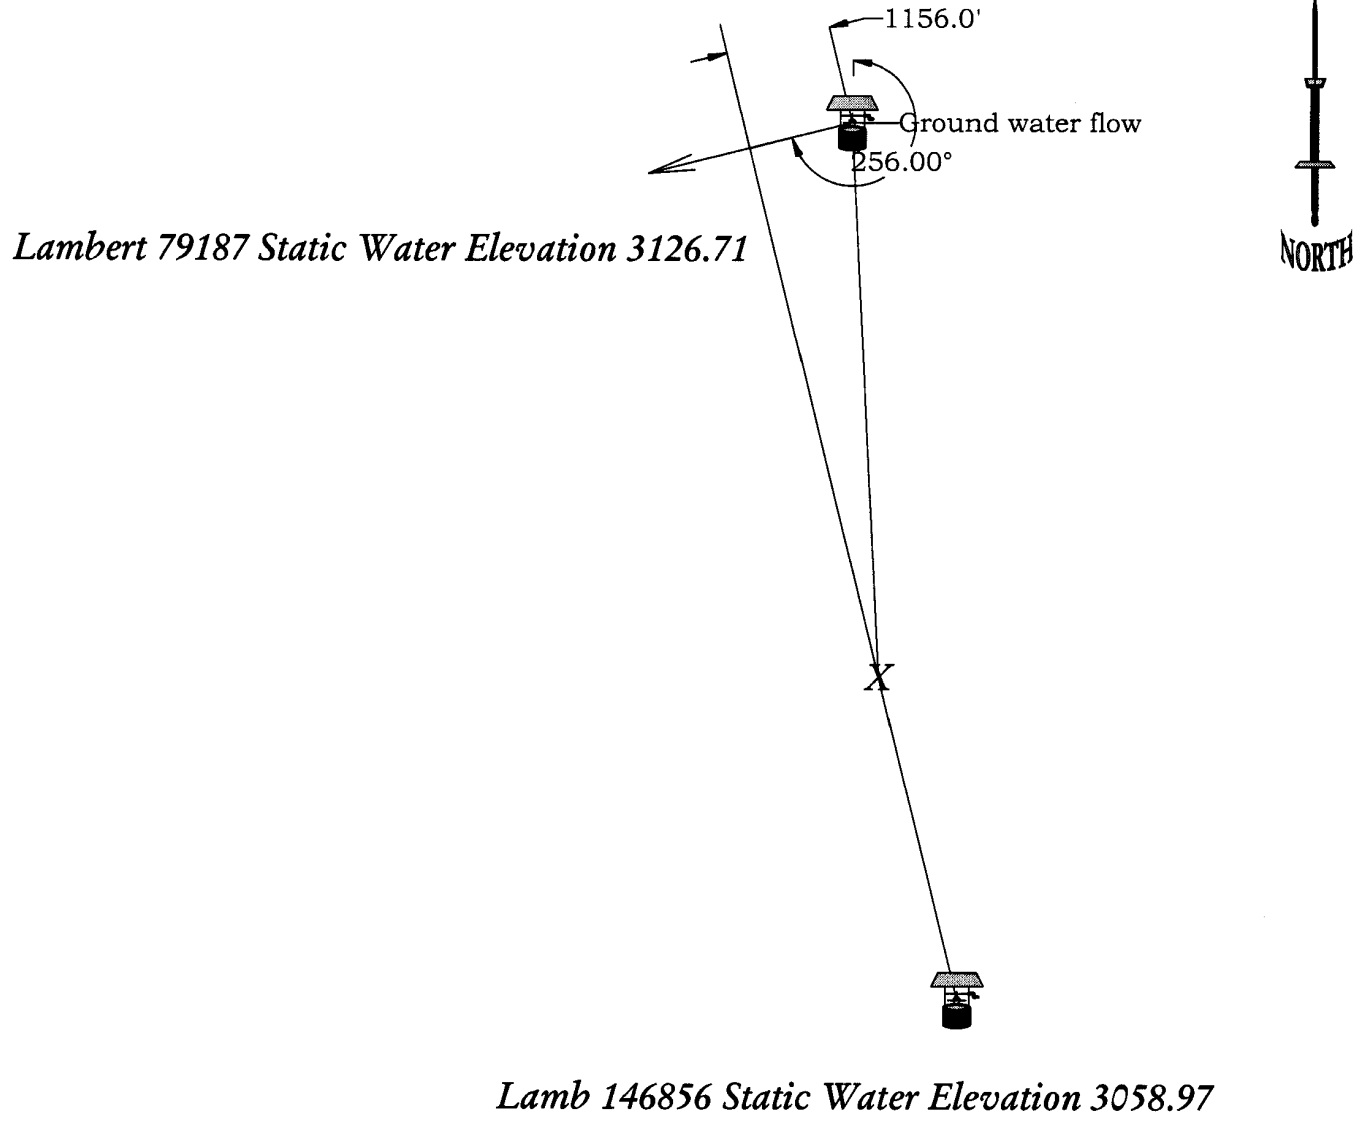 1156.0'
Ground water flow
256.00°
Lambert 79187 Static Water Elevation 3126.71
NORTH
X
Lamb 146856 Static Water Elevation 3058.97